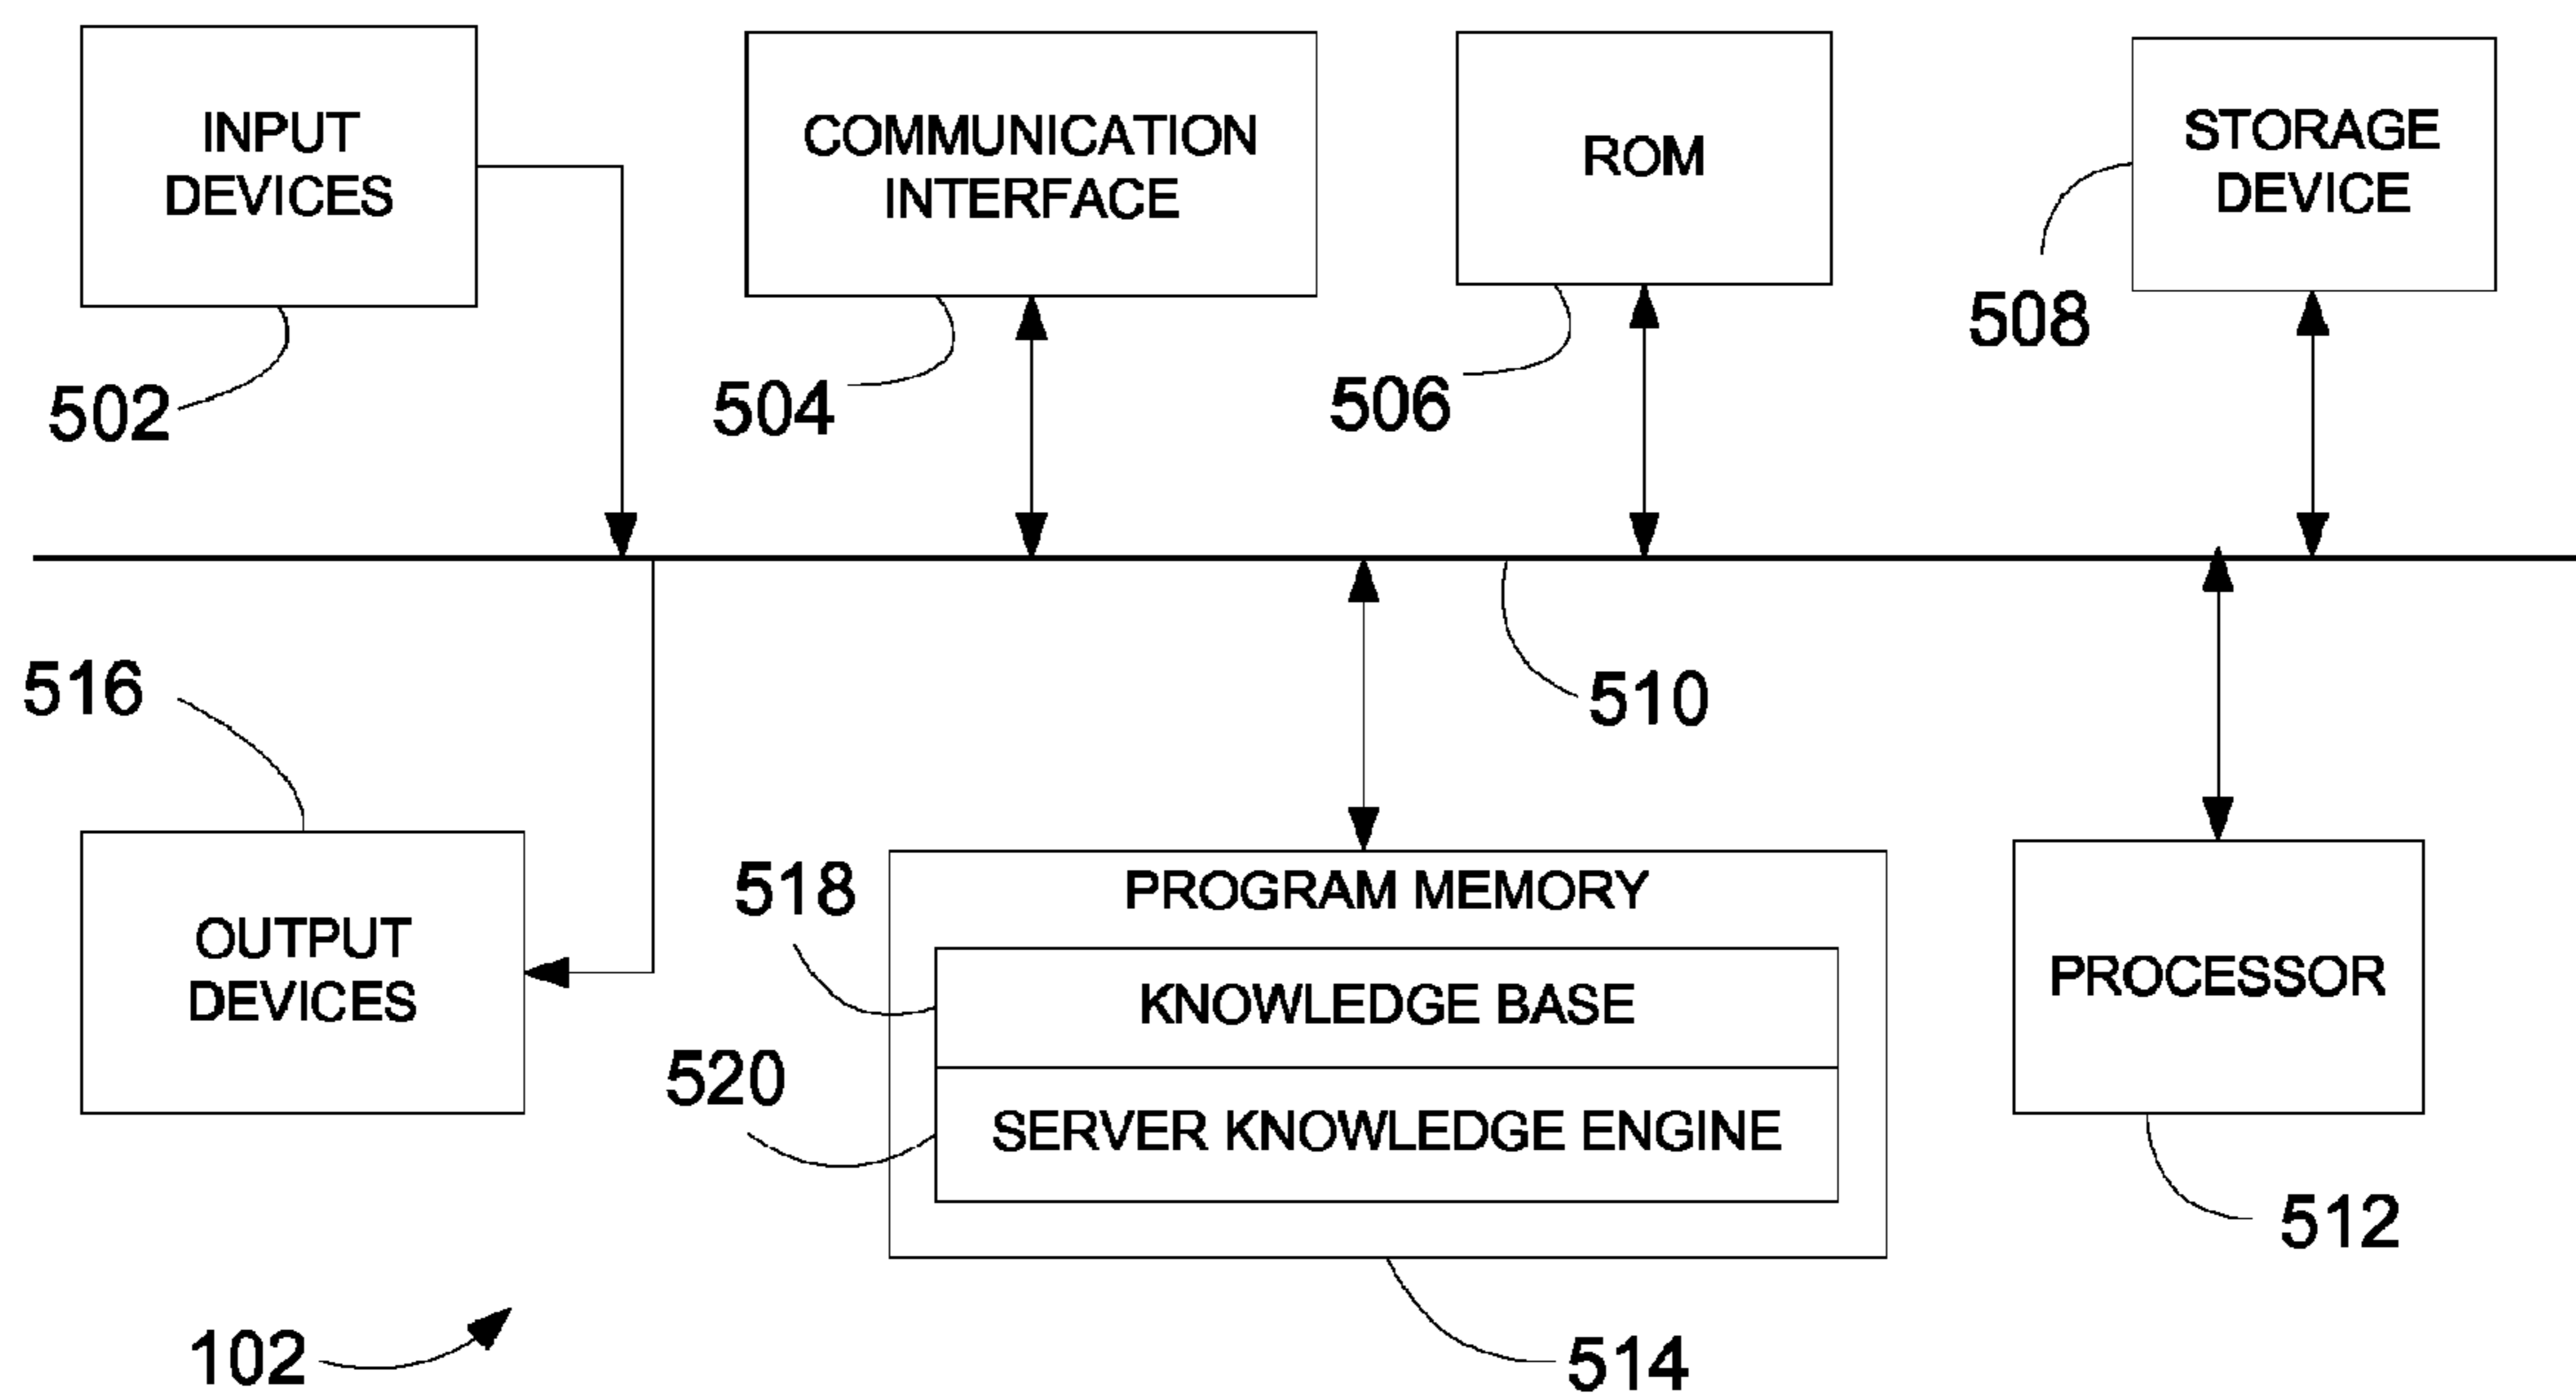 INPUT
DEVICES
COMMUNICATION
INTERFACE
ROM
STORAGE
DEVICE
502
504
506
508
510
516
OUTPUT
DEVICES
518
520
PROGRAM MEMORY
KNOWLEDGE BASE
SERVER KNOWLEDGE ENGINE
PROCESSOR
512
514
102